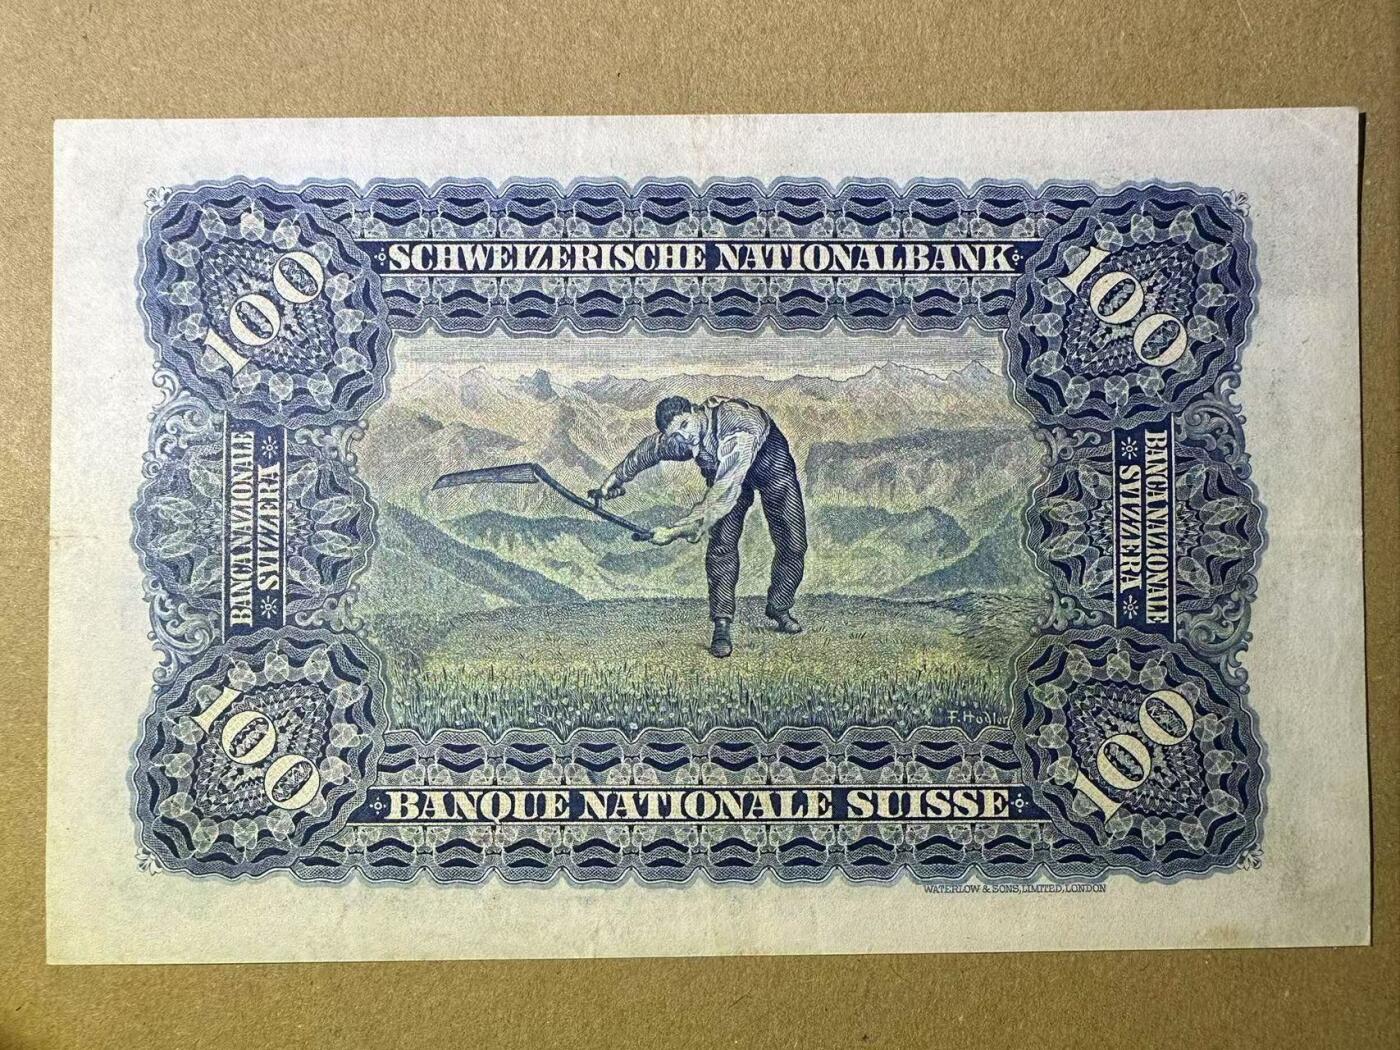 100
SCHWEIZERISCHE NATIONALBANK
100
BANCA NAZIONALE
SVIZZERA
BANCA NAZIONALE
SVIZZERA
F. Hodler
100
BANQUE NATIONALE SUISSE
100
WATERLOW & SONS, LIMITED, LONDON